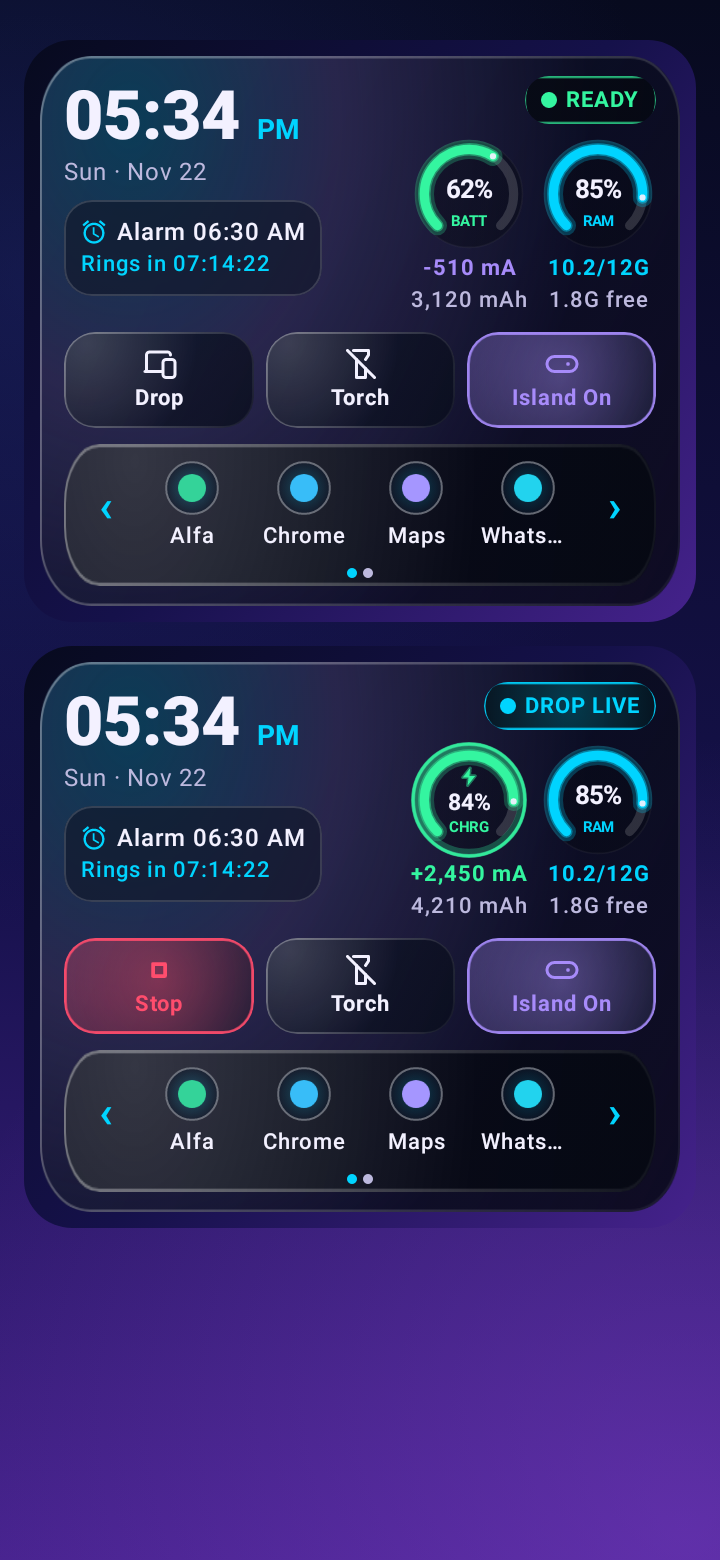 05:34 PM
READY
Sun · Nov 22
62%
BATT
85%
RAM
Alarm 06:30 AM
Rings in 07:14:22
-510 mA
10.2/12G
3,120 mAh
1.8G free
Drop
Torch
Island On
‹
Alfa
Chrome
Maps
Whats…
›
05:34 PM
DROP LIVE
Sun · Nov 22
84%
CHRG
85%
RAM
Alarm 06:30 AM
Rings in 07:14:22
+2,450 mA
10.2/12G
4,210 mAh
1.8G free
Stop
Torch
Island On
‹
Alfa
Chrome
Maps
Whats…
›